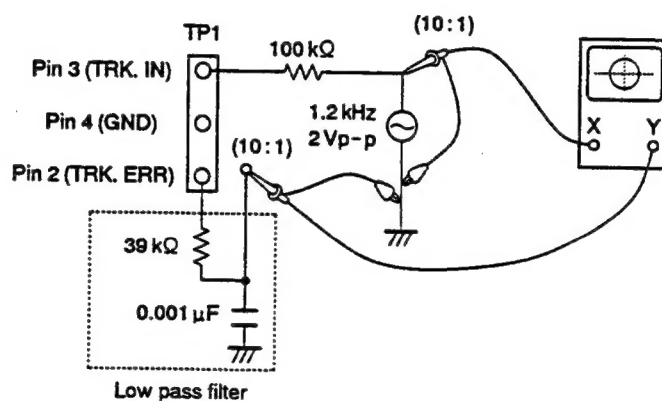 TP1
(10:1)
100 kΩ
Pin 3 (TRK. IN)
Pin 4 (GND)
1.2 kHz
2 Vp-p
X
Y
(10:1)
Pin 2 (TRK. ERR)
39 kΩ
0.001 μF
Low pass filter